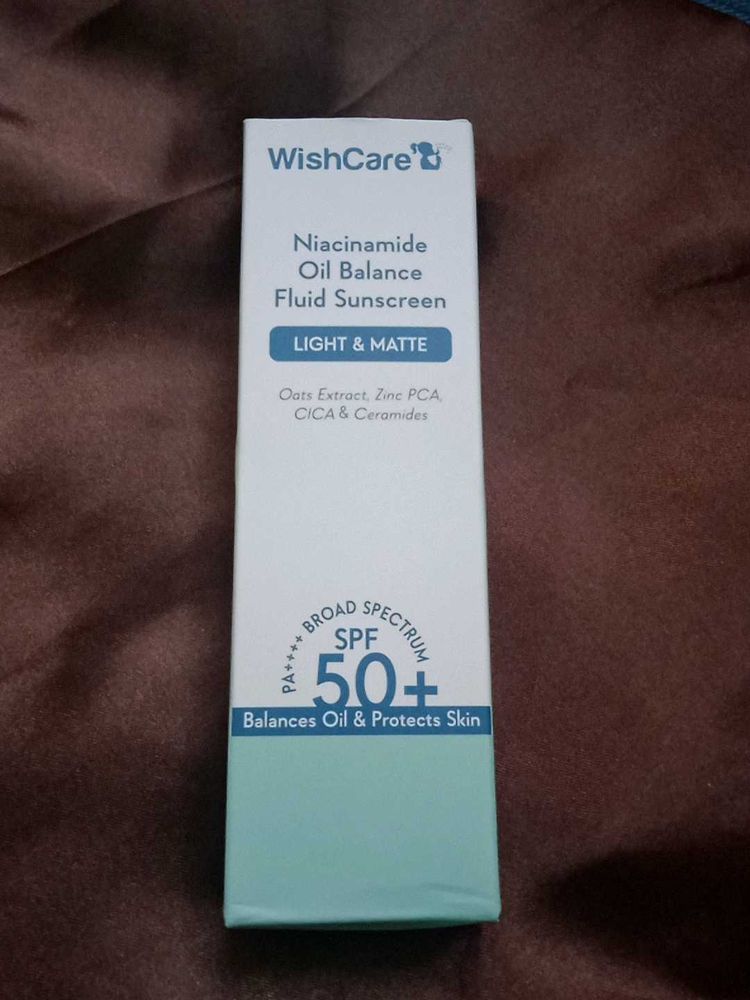 WishCare
Niacinamide
Oil Balance
Fluid Sunscreen
LIGHT & MATTE
Oats Extract, Zinc PCA,
CICA & Ceramides
PA++++ BROAD SPECTRUM
SPF
50+
Balances Oil & Protects Skin